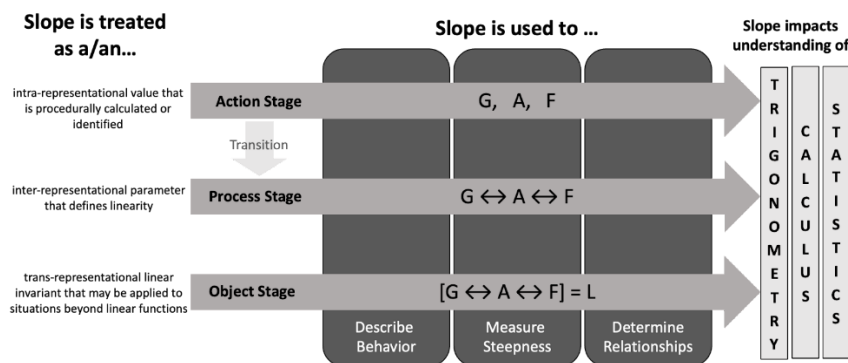 Slope is treated
as a/an...
Slope is used to ...
Slope impacts
understanding of
intra-representational value that
is procedurally calculated or
identified
Action Stage
G, A, F
Transition
inter-representational parameter
that defines linearity
Process Stage
G ↔ A ↔ F
trans-representational linear
invariant that may be applied to
situations beyond linear functions
Object Stage
[G ↔ A ↔ F] = L
Describe
Behavior
Measure
Steepness
Determine
Relationships
TRIGONOMETRY
CALCULUS
STATISTICS